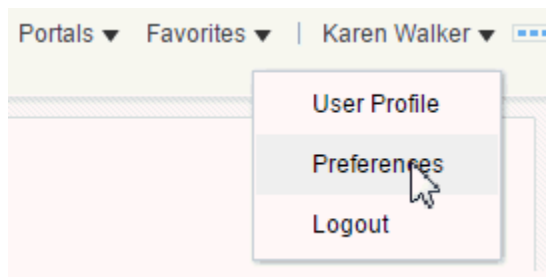 Portals ▼ Favorites ▼ | Karen Walker ▼
User Profile
Preferences
Logout